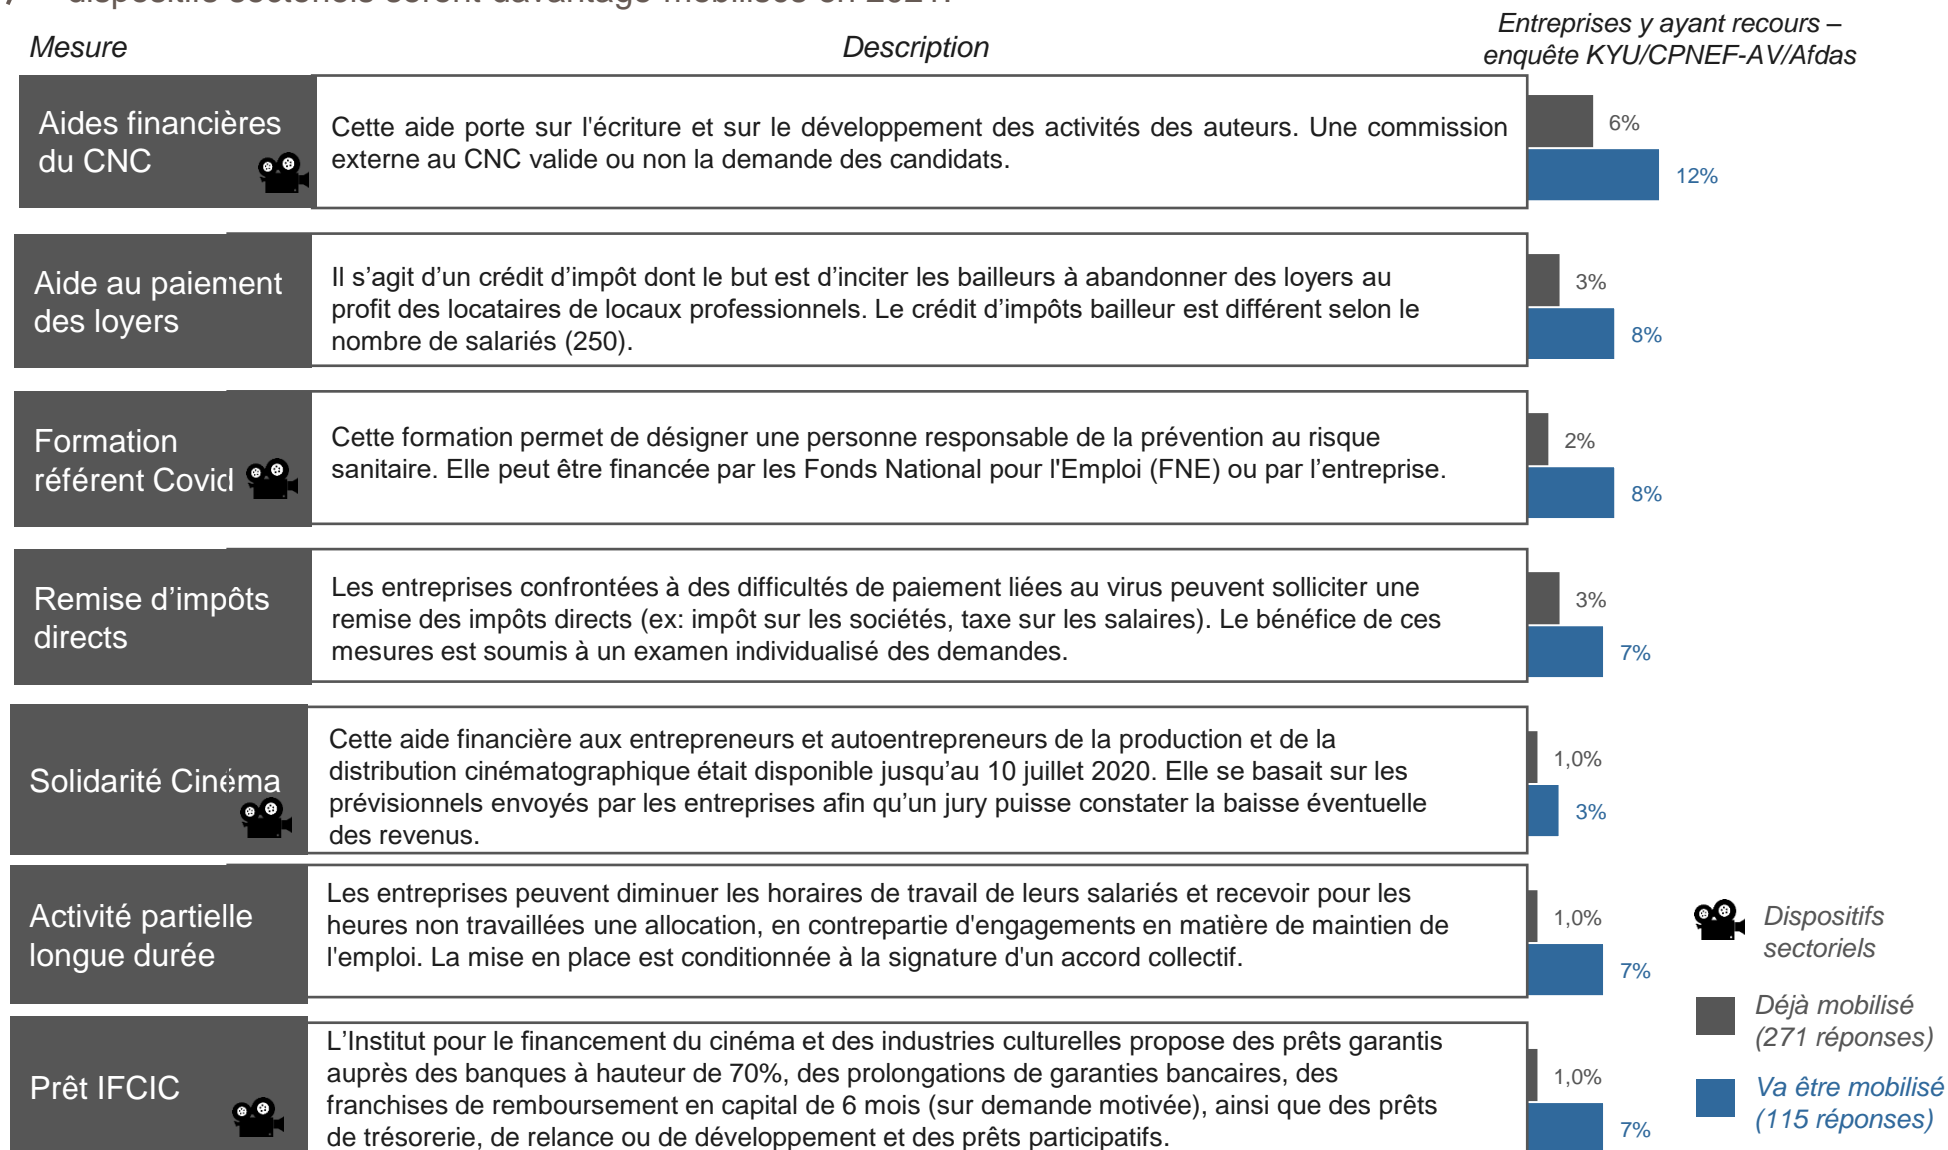 dispositifs sectoriels seront davantage mobilisés en 2021.
Mesure
Description
Entreprises y ayant recours –
enquête KYU/CPNEF-AV/Afdas
Aides financières
du CNC
Cette aide porte sur l'écriture et sur le développement des activités des auteurs. Une commission
externe au CNC valide ou non la demande des candidats.
6%
12%
Aide au paiement
des loyers
Il s’agit d’un crédit d’impôt dont le but est d’inciter les bailleurs à abandonner des loyers au
profit des locataires de locaux professionnels. Le crédit d’impôts bailleur est différent selon le
nombre de salariés (250).
3%
8%
Formation
référent Covid
Cette formation permet de désigner une personne responsable de la prévention au risque
sanitaire. Elle peut être financée par les Fonds National pour l'Emploi (FNE) ou par l’entreprise.
2%
8%
Remise d’impôts
directs
Les entreprises confrontées à des difficultés de paiement liées au virus peuvent solliciter une
remise des impôts directs (ex: impôt sur les sociétés, taxe sur les salaires). Le bénéfice de ces
mesures est soumis à un examen individualisé des demandes.
3%
7%
Solidarité Cinéma
Cette aide financière aux entrepreneurs et autoentrepreneurs de la production et de la
distribution cinématographique était disponible jusqu’au 10 juillet 2020. Elle se basait sur les
prévisionnels envoyés par les entreprises afin qu’un jury puisse constater la baisse éventuelle
des revenus.
1,0%
3%
Activité partielle
longue durée
Les entreprises peuvent diminuer les horaires de travail de leurs salariés et recevoir pour les
heures non travaillées une allocation, en contrepartie d'engagements en matière de maintien de
l'emploi. La mise en place est conditionnée à la signature d'un accord collectif.
1,0%
7%
Prêt IFCIC
L’Institut pour le financement du cinéma et des industries culturelles propose des prêts garantis
auprès des banques à hauteur de 70%, des prolongations de garanties bancaires, des
franchises de remboursement en capital de 6 mois (sur demande motivée), ainsi que des prêts
de trésorerie, de relance ou de développement et des prêts participatifs.
1,0%
7%
Dispositifs
sectoriels
Déjà mobilisé
(271 réponses)
Va être mobilisé
(115 réponses)